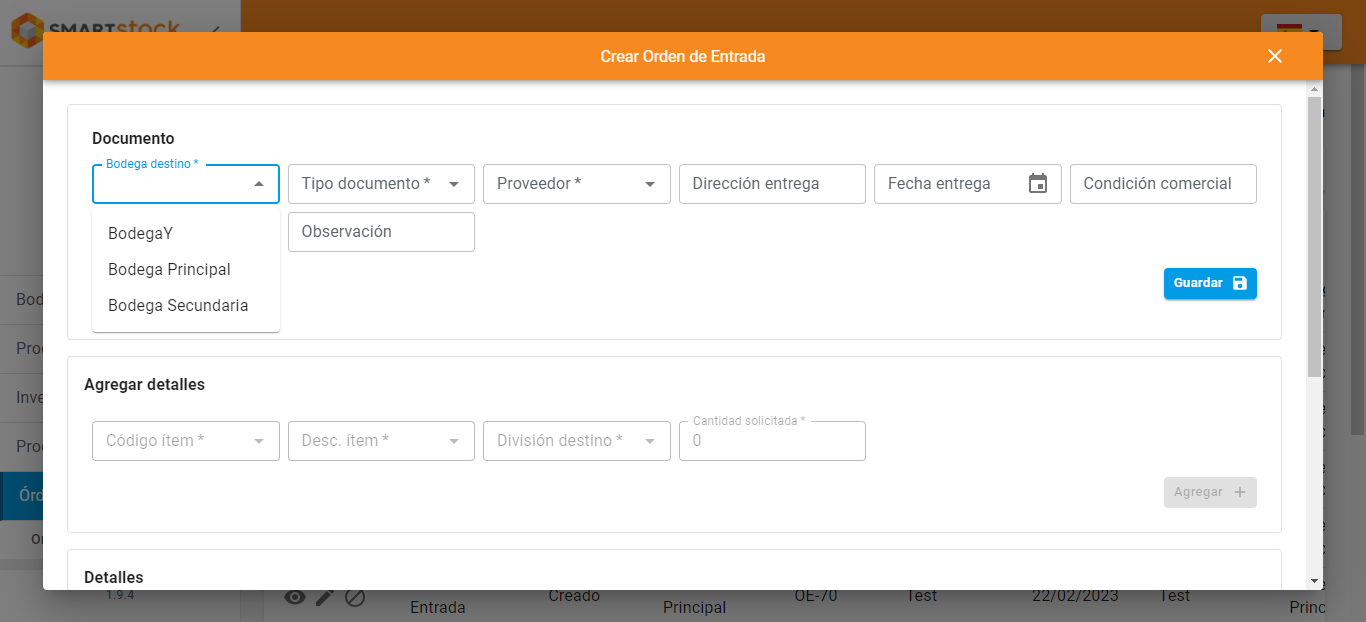 SMARTstock
Crear Orden de Entrada
Documento
Bodega destino *
Tipo documento *
Proveedor *
Dirección entrega
Fecha entrega
Condición comercial
BodegaY
Bodega Principal
Bodega Secundaria
Observación
Guardar
Agregar detalles
Código ítem *
Desc. ítem *
División destino *
Cantidad solicitada *
0
Agregar
Detalles
Bod
Proc
Inve
Proc
Órd
O
1.9.4
Entrada
Creado
Principal
OE-70
Test
22/02/2023
Test
Princ